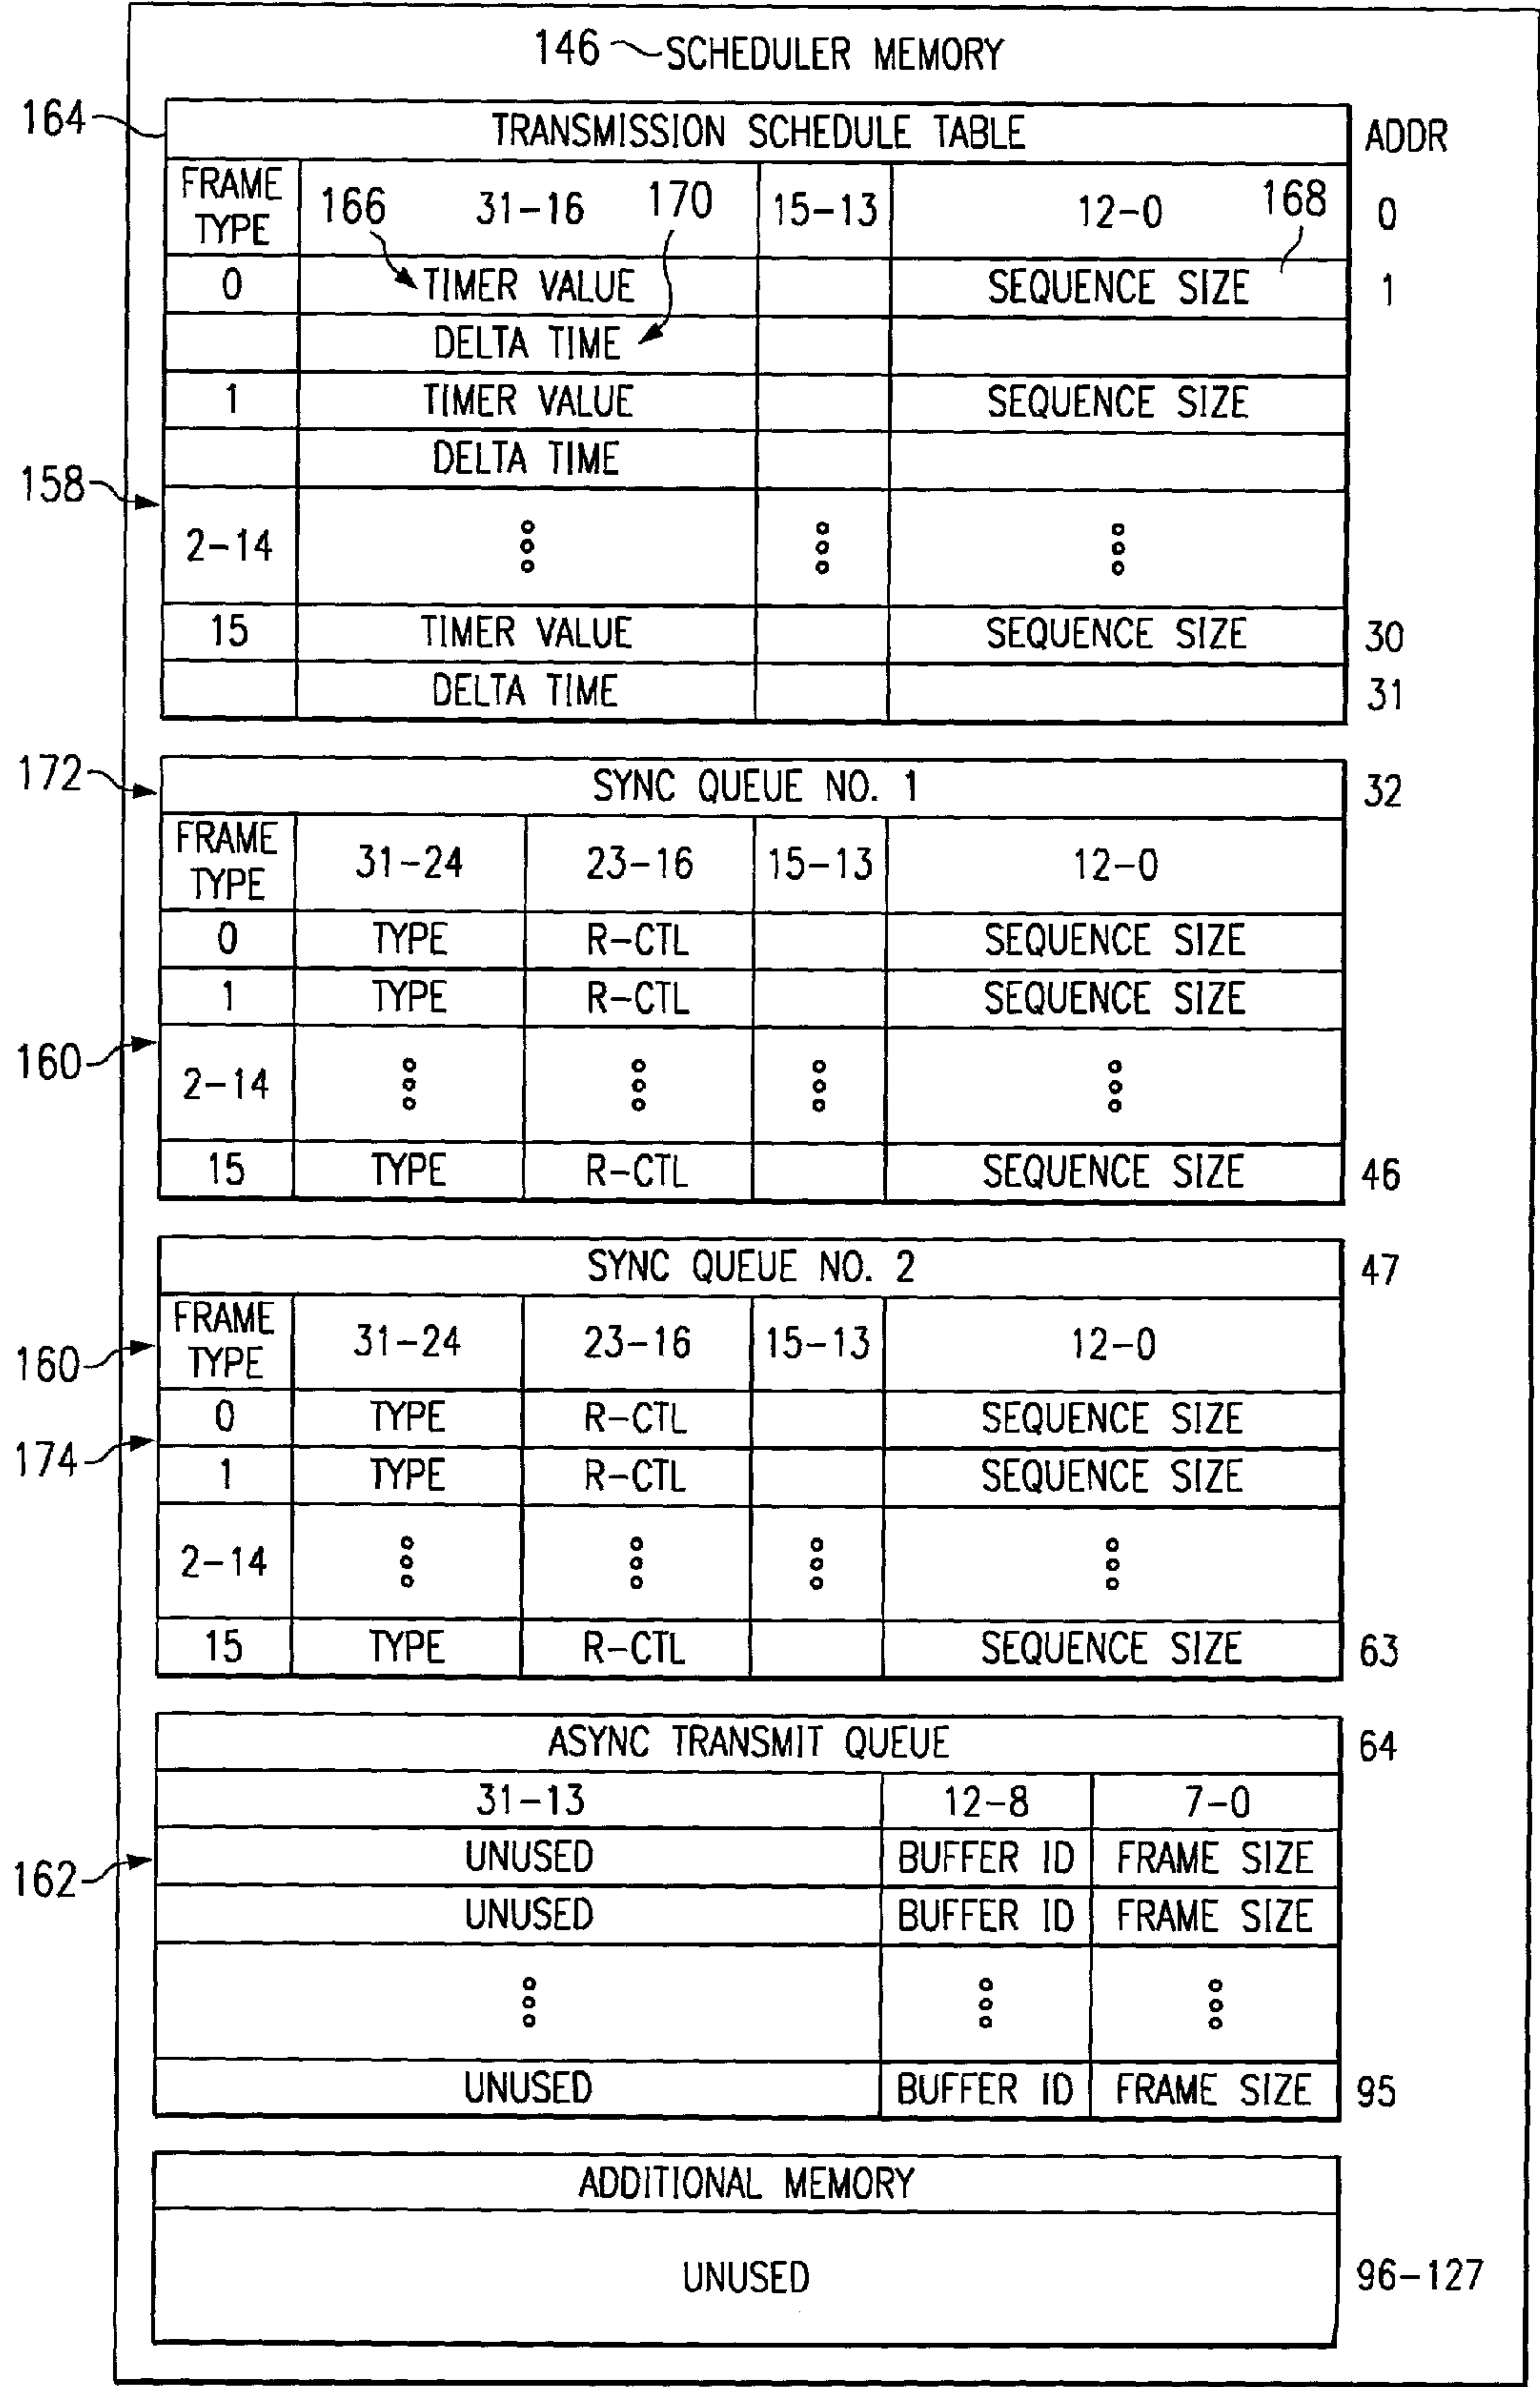 146 SCHEDULER MEMORY
164 TRANSMISSION SCHEDULE TABLE ADDR
FRAME TYPE 166 31-16 170 15-13 12-0 168 0
0 TIMER VALUE SEQUENCE SIZE 1
DELTA TIME
1 TIMER VALUE SEQUENCE SIZE
DELTA TIME
158
2-14
15 TIMER VALUE SEQUENCE SIZE 30
DELTA TIME 31
172 SYNC QUEUE NO. 1 32
FRAME TYPE 31-24 23-16 15-13 12-0
0 TYPE R-CTL SEQUENCE SIZE
1 TYPE R-CTL SEQUENCE SIZE
160
2-14
15 TYPE R-CTL SEQUENCE SIZE 46
SYNC QUEUE NO. 2 47
160 FRAME TYPE 31-24 23-16 15-13 12-0
0 TYPE R-CTL SEQUENCE SIZE
174
1 TYPE R-CTL SEQUENCE SIZE
2-14
15 TYPE R-CTL SEQUENCE SIZE 63
ASYNC TRANSMIT QUEUE 64
31-13 12-8 7-0
162 UNUSED BUFFER ID FRAME SIZE
UNUSED BUFFER ID FRAME SIZE
UNUSED BUFFER ID FRAME SIZE 95
ADDITIONAL MEMORY
UNUSED 96-127